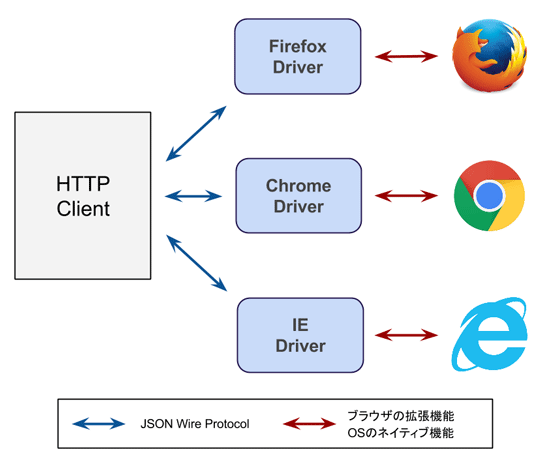 Firefox
Driver
HTTP
Client
Chrome
Driver
IE
Driver
JSON Wire Protocol
ブラウザの拡張機能
OSのネイティブ機能